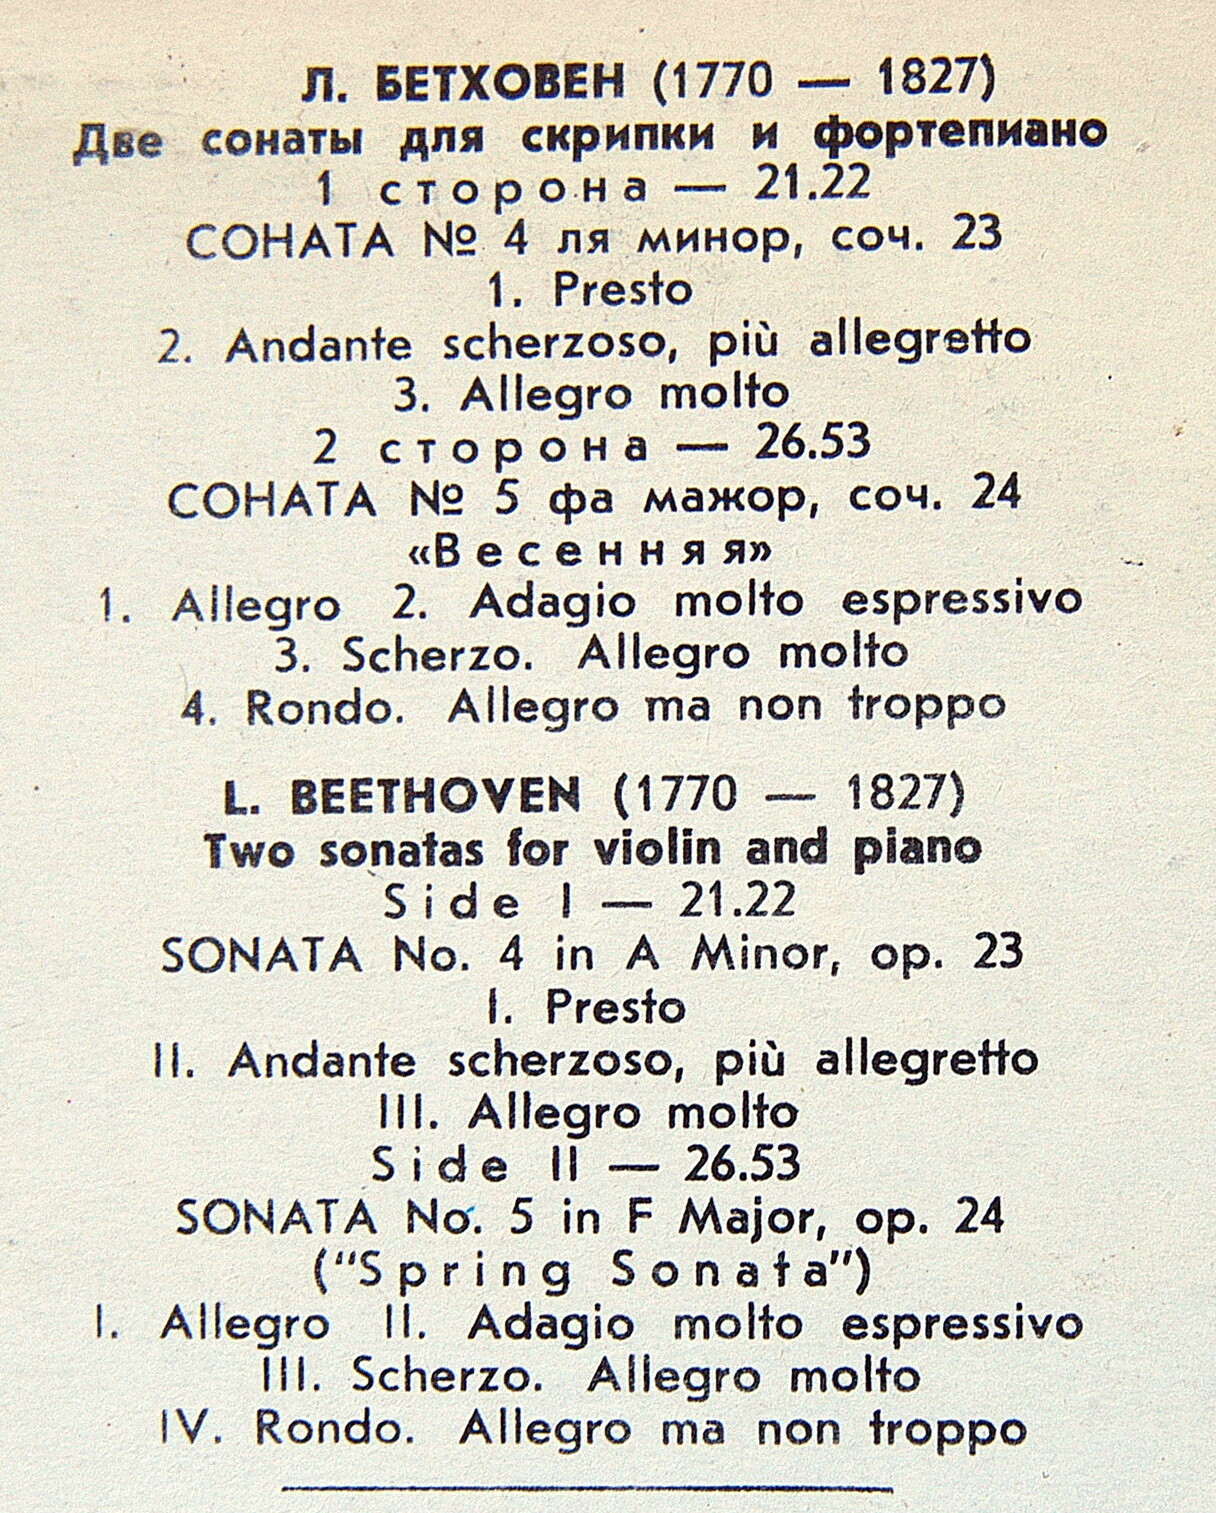 Л. БЕТХОВЕН (1770 — 1827)
Две сонаты для скрипки и фортепиано
1 сторона — 21.22
СОНАТА № 4 ля минор, соч. 23
1. Presto
2. Andante scherzoso, più allegretto
3. Allegro molto
2 сторона — 26.53
СОНАТА № 5 фа мажор, соч. 24
«Весенняя»
1. Allegro 2. Adagio molto espressivo
3. Scherzo. Allegro molto
4. Rondo. Allegro ma non troppo
L. BEETHOVEN (1770 — 1827)
Two sonatas for violin and piano
Side I — 21.22
SONATA No. 4 in A Minor, op. 23
I. Presto
II. Andante scherzoso, più allegretto
III. Allegro molto
Side II — 26.53
SONATA No. 5 in F Major, op. 24
("Spring Sonata")
I. Allegro II. Adagio molto espressivo
III. Scherzo. Allegro molto
IV. Rondo. Allegro ma non troppo